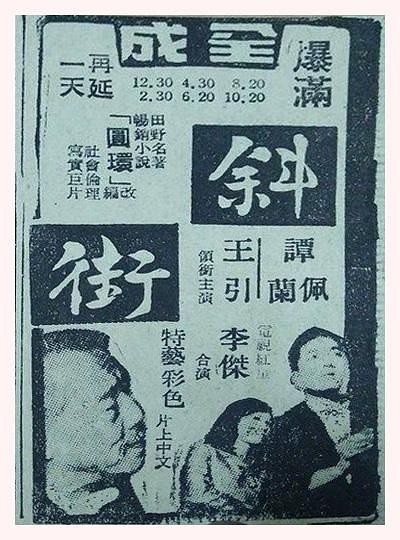 爆滿
全成
再延
一天
12.30 4.30 8.20
2.30 6.20 10.20
田野名著
暢銷小說
「圓環」改編
社會倫理
寫實巨片
斜
街
譚佩蘭
王引
領銜主演
電視紅星
李傑
合演
特藝彩色
片上中文